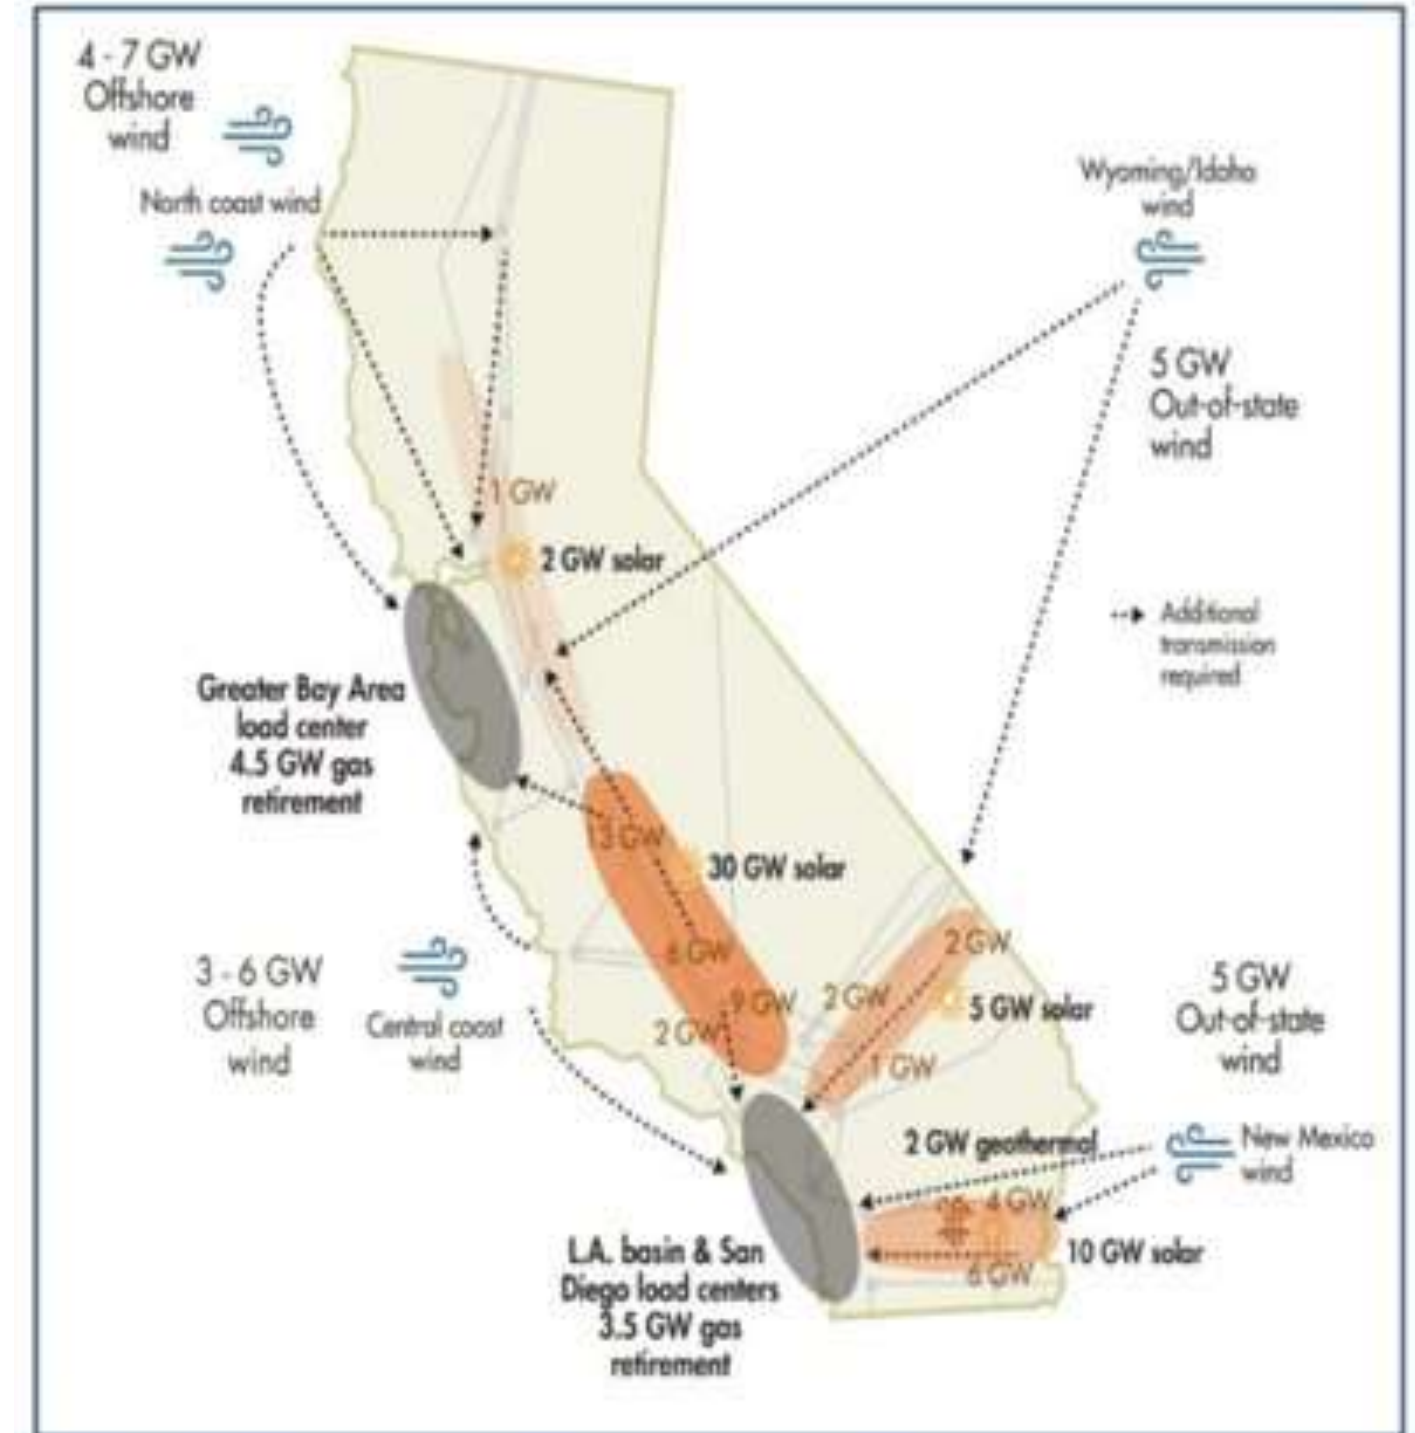 4 - 7 GW
Offshore
wind
North coast wind
Wyoming/Idaho
wind
5 GW
Out-of-state
wind
1 GW
2 GW solar
Additional
transmission
required
Greater Bay Area
load center
4.5 GW gas
retirement
13 GW
30 GW solar
6 GW
2 GW
9 GW
2 GW
2 GW
5 GW solar
1 GW
3 - 6 GW
Offshore
wind
Central coast
wind
5 GW
Out-of-state
wind
2 GW geothermal
New Mexico
wind
4 GW
10 GW solar
6 GW
L.A. basin & San
Diego load centers
3.5 GW gas
retirement